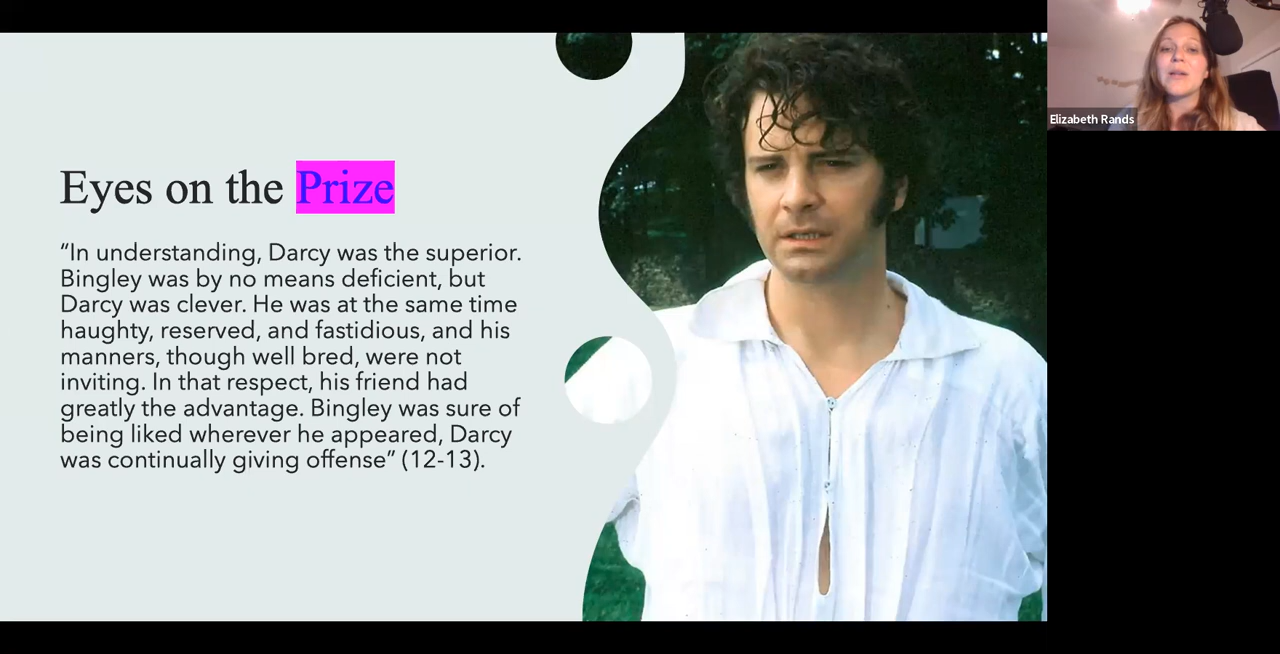 Eyes on the Prize
“In understanding, Darcy was the superior.
Bingley was by no means deficient, but
Darcy was clever. He was at the same time
haughty, reserved, and fastidious, and his
manners, though well bred, were not
inviting. In that respect, his friend had
greatly the advantage. Bingley was sure of
being liked wherever he appeared, Darcy
was continually giving offense” (12-13).
Elizabeth Rands